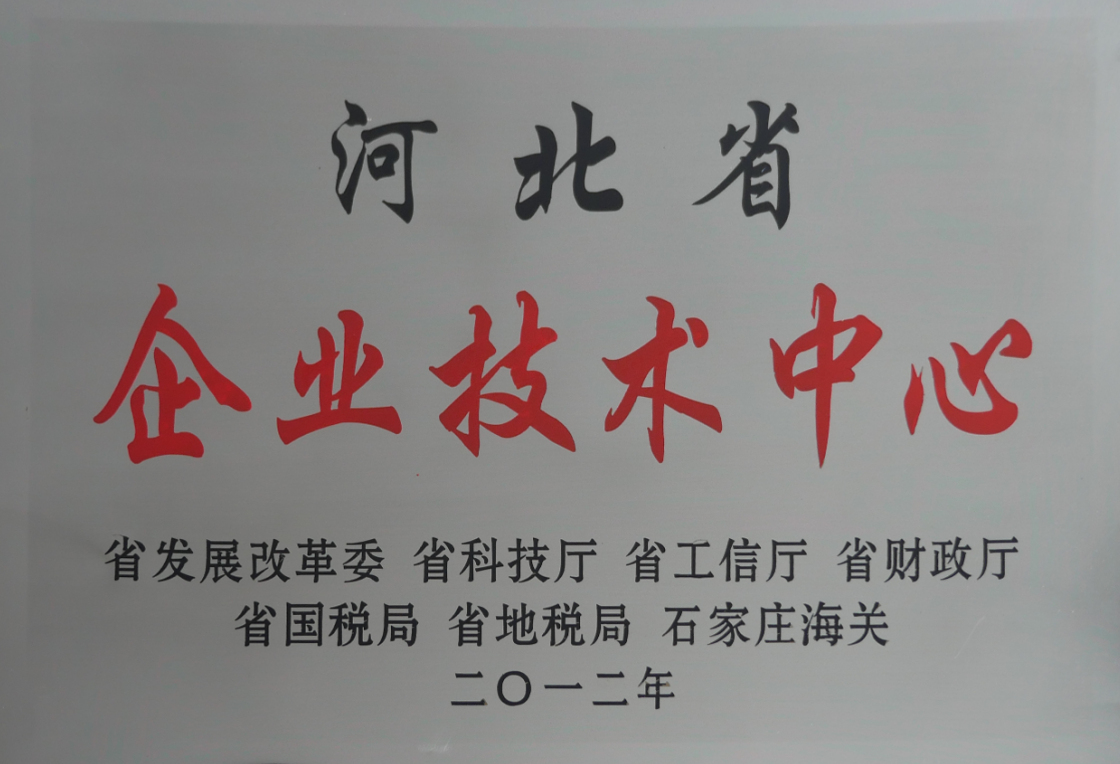 河北省
企业技术中心
省发展改革委 省科技厅 省工信厅 省财政厅
省国税局 省地税局 石家庄海关
二〇一二年